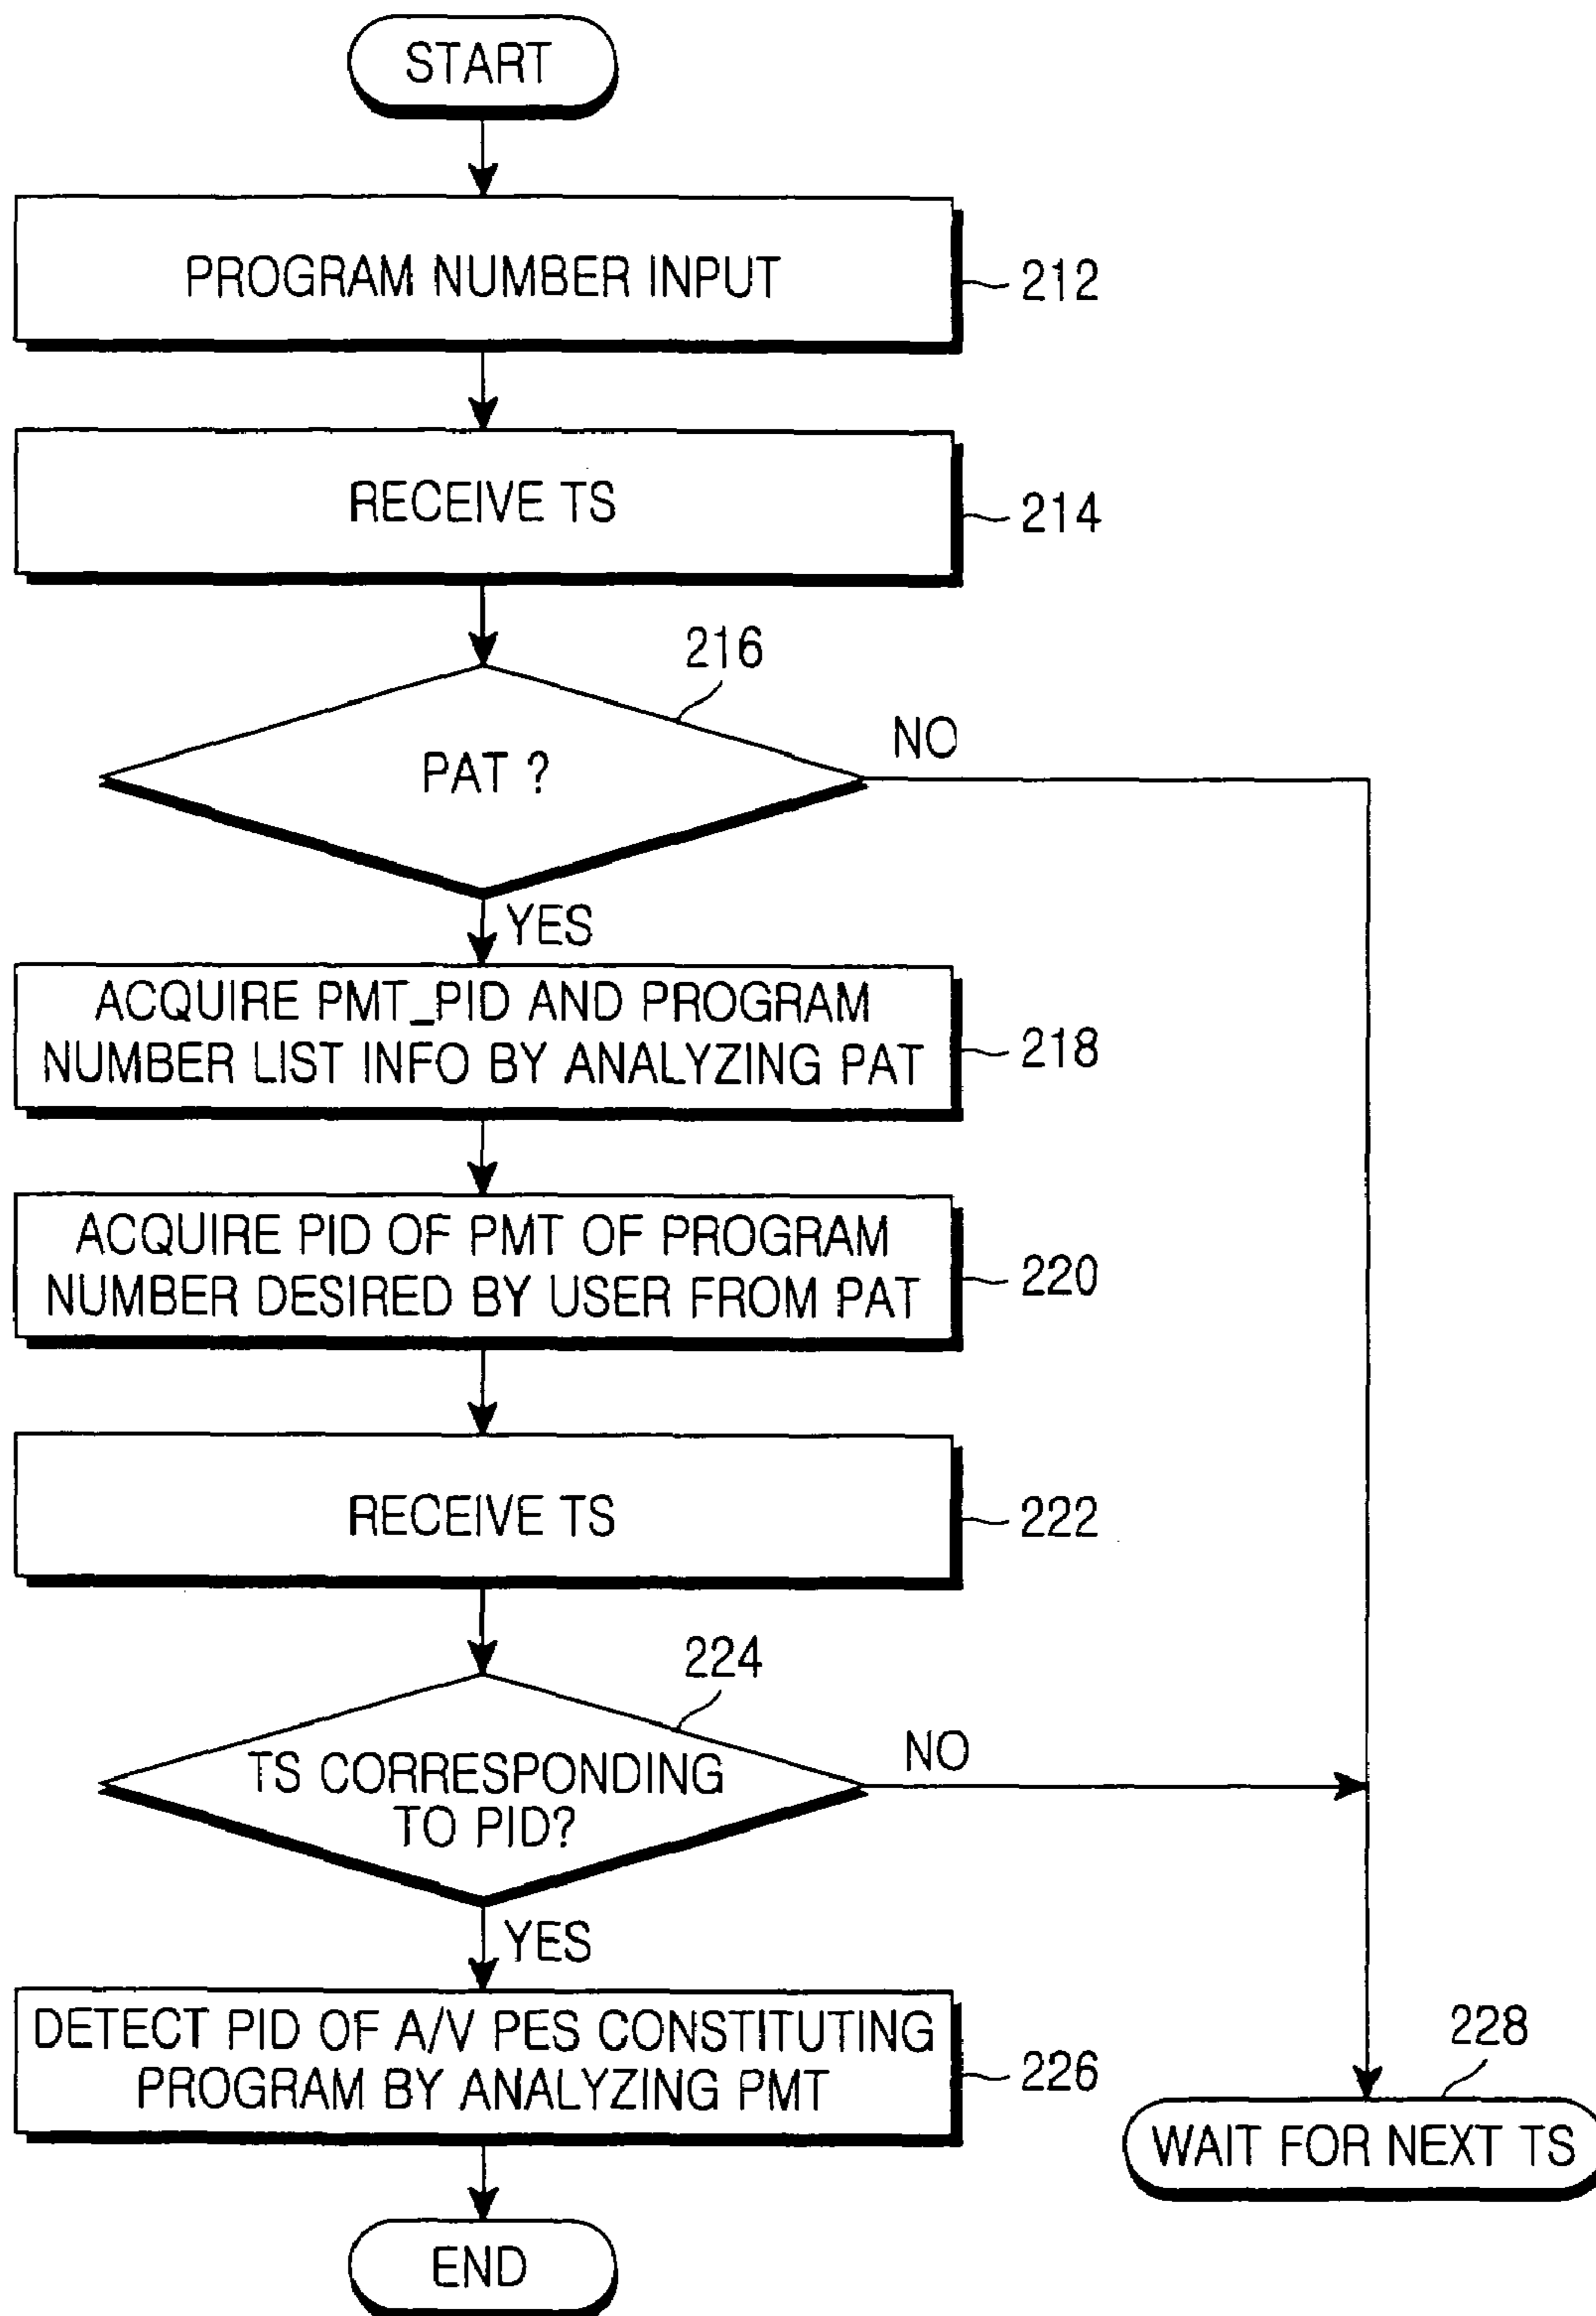 START
PROGRAM NUMBER INPUT
212
RECEIVE TS
214
216
PAT ?
NO
YES
ACQUIRE PMT_PID AND PROGRAM
NUMBER LIST INFO BY ANALYZING PAT
218
ACQUIRE PID OF PMT OF PROGRAM
NUMBER DESIRED BY USER FROM PAT
220
RECEIVE TS
222
224
TS CORRESPONDING
TO PID?
NO
YES
DETECT PID OF A/V PES CONSTITUTING
PROGRAM BY ANALYZING PMT
226
228
WAIT FOR NEXT TS
END